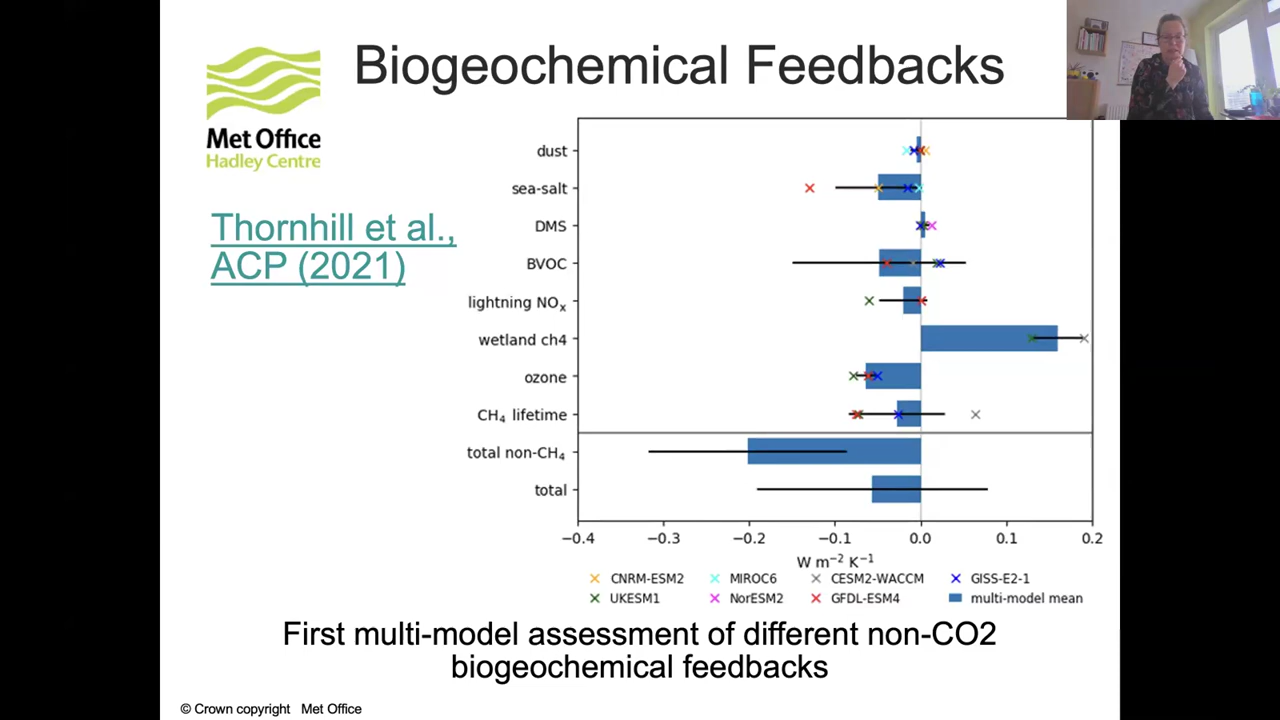 Biogeochemical Feedbacks
Met Office
Hadley Centre
Thornhill et al.,
ACP (2021)
dust
sea-salt
DMS
BVOC
lightning NOₓ
wetland ch4
ozone
CH₄ lifetime
total non-CH₄
total
−0.4 −0.3 −0.2 −0.1 0.0 0.1 0.2
W m⁻² K⁻¹
CNRM-ESM2 MIROC6 CESM2-WACCM GISS-E2-1
UKESM1 NorESM2 GFDL-ESM4 multi-model mean
First multi-model assessment of different non-CO2
biogeochemical feedbacks
© Crown copyright Met Office